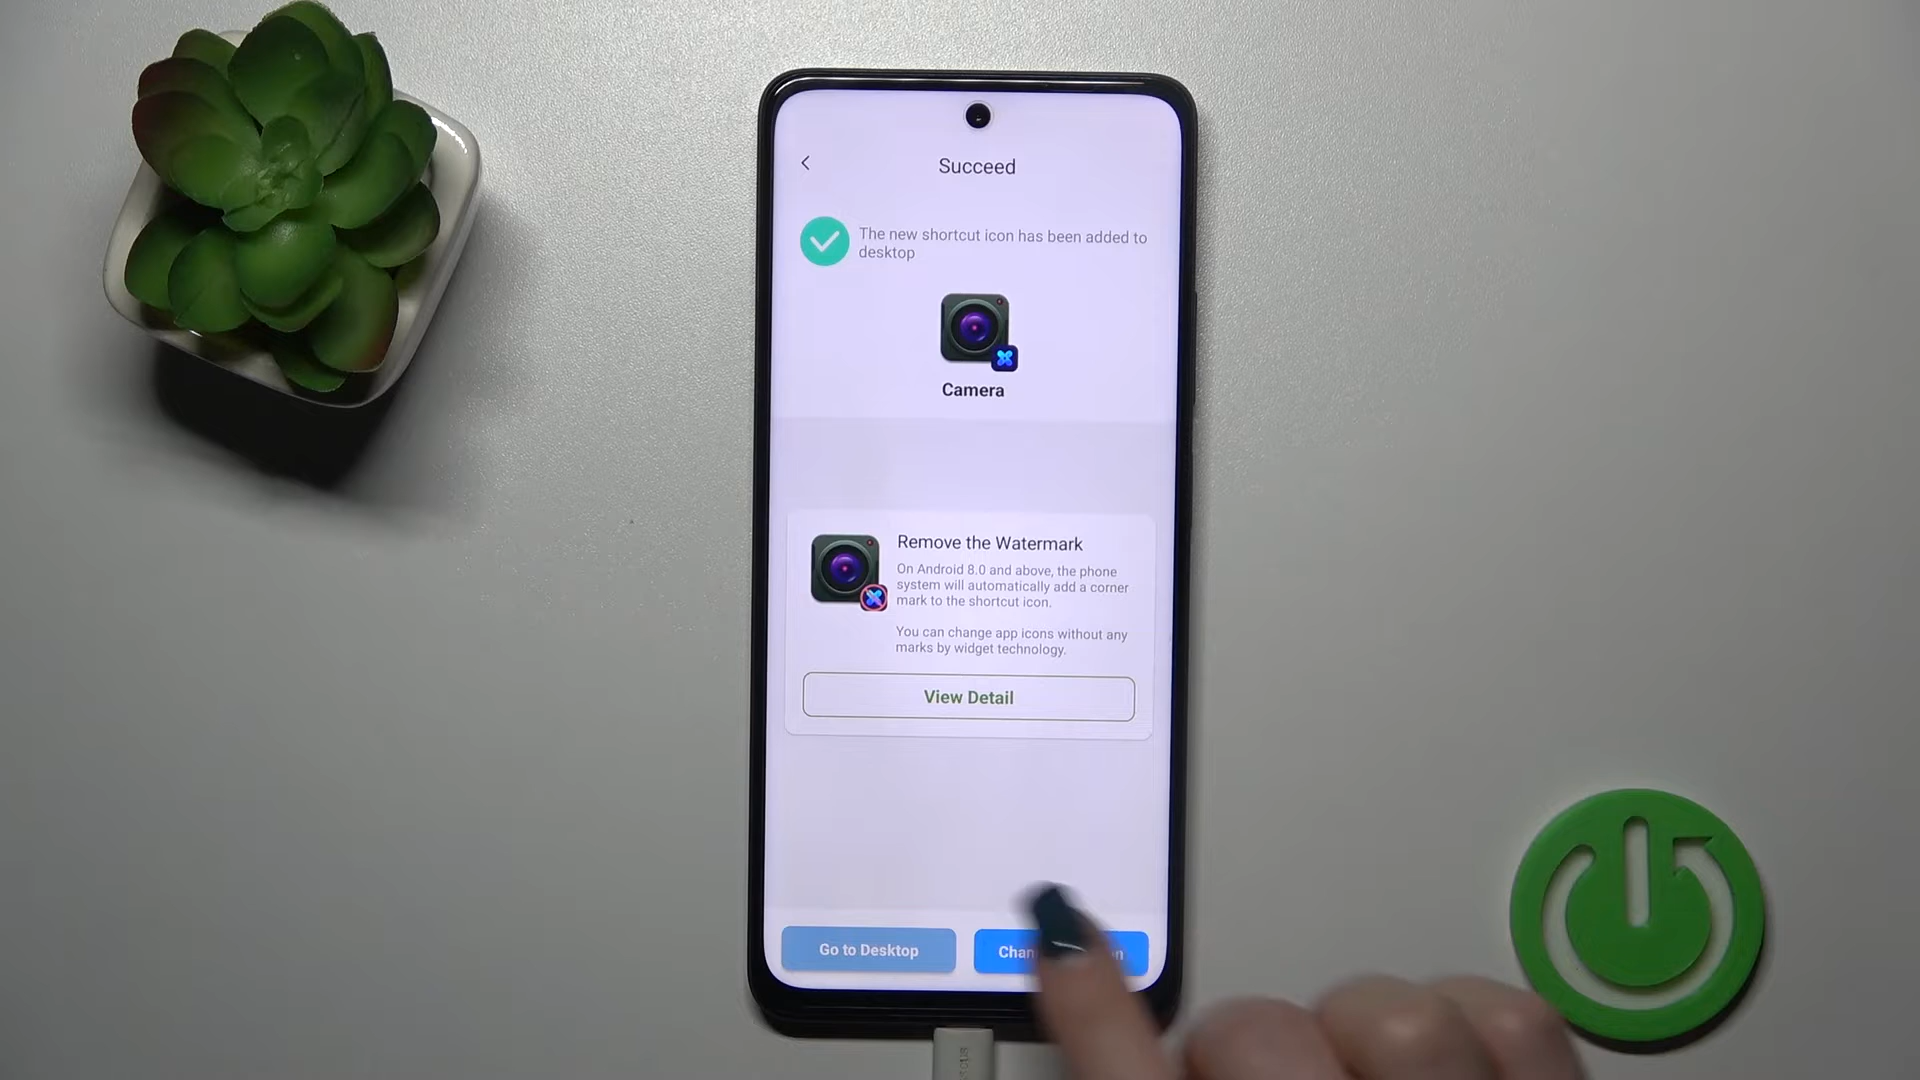 Succeed
The new shortcut icon has been added to
desktop
Camera
Remove the Watermark
On Android 8.0 and above, the phone
system will automatically add a corner
mark to the shortcut icon.
You can change app icons without any
marks by widget technology.
View Detail
Go to Desktop